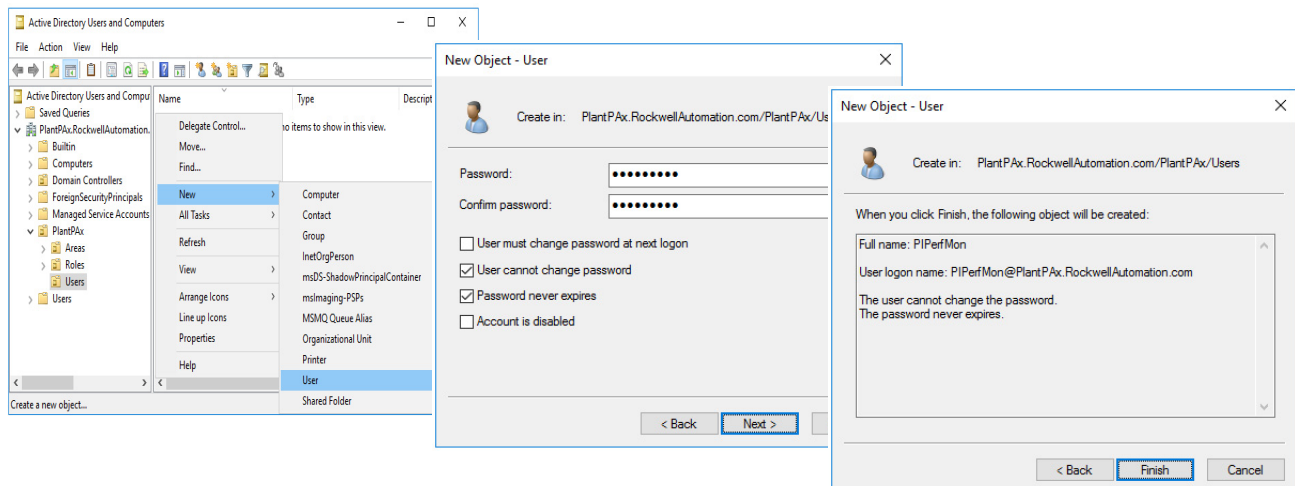 Active Directory Users and Computers
File Action View Help
Active Directory Users and Compu
Saved Queries
PlantPAx.RockwellAutomation.
Builtin
Computers
Domain Controllers
ForeignSecurityPrincipals
Managed Service Accounts
PlantPAx
Areas
Roles
Users
Users
Name Type Descript
no items to show in this view.
Delegate Control...
Move...
Find...
New
All Tasks
Refresh
View
Arrange Icons
Line up Icons
Properties
Help
Computer
Contact
Group
InetOrgPerson
msDS-ShadowPrincipalContainer
msImaging-PSPs
MSMQ Queue Alias
Organizational Unit
Printer
User
Shared Folder
Create a new object...
New Object - User
Create in: PlantPAx.RockwellAutomation.com/PlantPAx/Us
Password: •••••••••
Confirm password: •••••••••
User must change password at next logon
User cannot change password
Password never expires
Account is disabled
< Back Next >
New Object - User
Create in: PlantPAx.RockwellAutomation.com/PlantPAx/Users
When you click Finish, the following object will be created:
Full name: PIPerfMon
User logon name: PIPerfMon@PlantPAx.RockwellAutomation.com
The user cannot change the password.
The password never expires.
< Back Finish Cancel